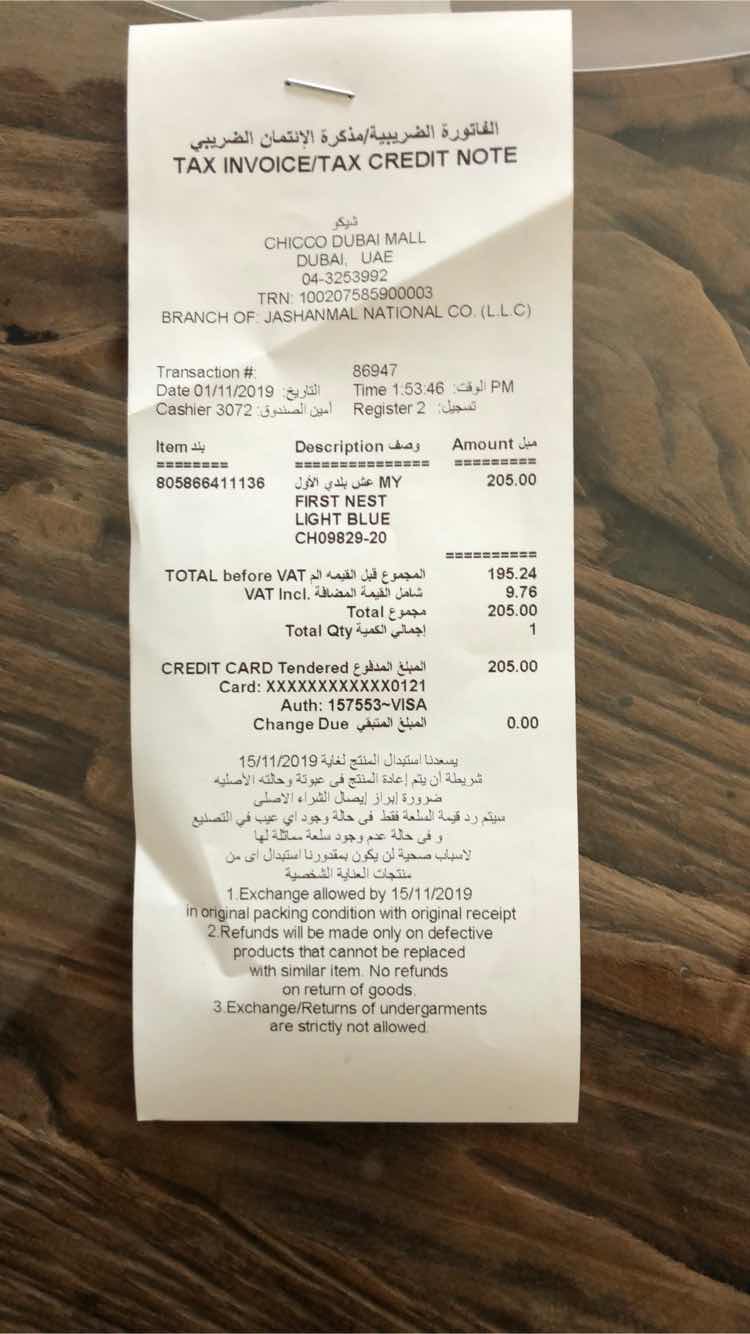 الفاتورة الضريبية/مذكرة الإئتمان الضريبي
TAX INVOICE/TAX CREDIT NOTE
شيكو
CHICCO DUBAI MALL
DUBAI, UAE
04-3253992
TRN: 100207585900003
BRANCH OF: JASHANMAL NATIONAL CO. (L.L.C)
Transaction #: 86947
Date 01/11/2019 التاريخ: Time 1:53:46 الوقت: PM
Cashier 3072 أمين الصندوق: Register 2 تسجيل:
Item بلد Description وصف Amount مبل
======== =============== =========
805866411136 عش بلدي الأول MY 205.00
FIRST NEST
LIGHT BLUE
CH09829-20
==========
TOTAL before VAT المجموع قبل القيمه الم 195.24
VAT Incl. شامل القيمة المضافة 9.76
Total مجموع 205.00
Total Qty إجمالي الكمية 1
CREDIT CARD Tendered المبلغ المدفوع 205.00
Card: XXXXXXXXXXXX0121
Auth: 157553~VISA
Change Due المبلغ المتبقي 0.00
يسعدنا استبدال المنتج لغاية 15/11/2019
شريطة أن يتم إعادة المنتج فى عبوتة وحالته الأصليه
ضرورة إبراز إيصال الشراء الاصلى
سيتم رد قيمة السلعة فقط فى حالة وجود اي عيب في التصنيع
و فى حالة عدم وجود سلعة مماثلة لها
لاسباب صحية لن يكون بمقدورنا استبدال اى من
منتجات العناية الشخصية
1.Exchange allowed by 15/11/2019
in original packing condition with original receipt
2.Refunds will be made only on defective
products that cannot be replaced
with similar item. No refunds
on return of goods.
3.Exchange/Returns of undergarments
are strictly not allowed.